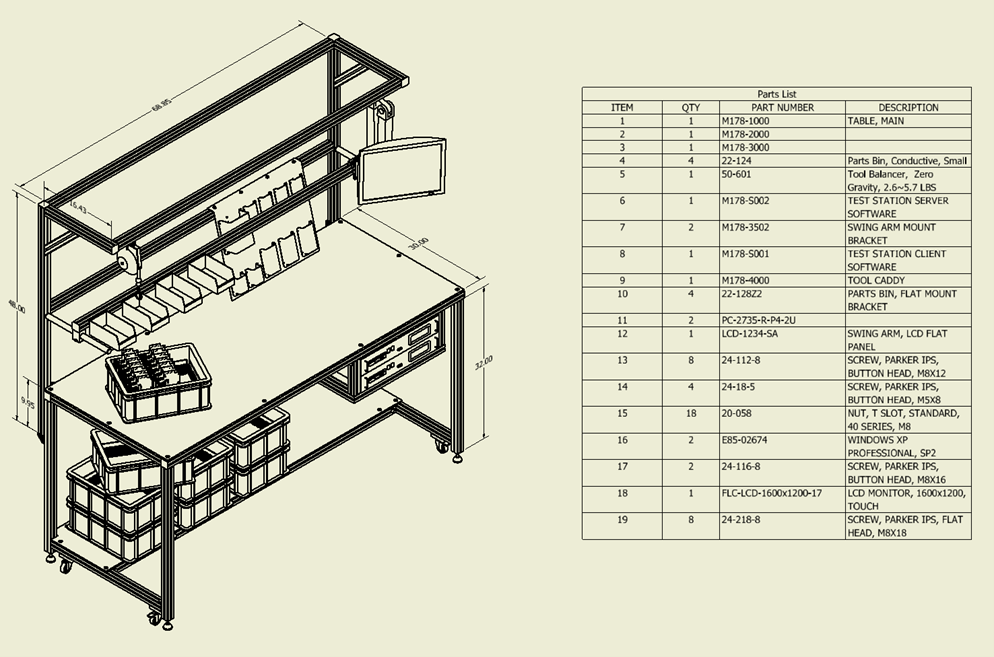 68.85
16.43
30.00
48.00
9.95
32.00
Parts List
ITEM QTY PART NUMBER DESCRIPTION
1 1 M178-1000 TABLE, MAIN
2 1 M178-2000
3 1 M178-3000
4 4 22-124 Parts Bin, Conductive, Small
5 1 50-601 Tool Balancer, Zero
Gravity, 2.6~5.7 LBS
6 1 M178-S002 TEST STATION SERVER
SOFTWARE
7 2 M178-3502 SWING ARM MOUNT
BRACKET
8 1 M178-S001 TEST STATION CLIENT
SOFTWARE
9 1 M178-4000 TOOL CADDY
10 4 22-128Z2 PARTS BIN, FLAT MOUNT
BRACKET
11 2 PC-2735-R-P4-2U
12 1 LCD-1234-SA SWING ARM, LCD FLAT
PANEL
13 8 24-112-8 SCREW, PARKER IPS,
BUTTON HEAD, M8X12
14 4 24-18-5 SCREW, PARKER IPS,
BUTTON HEAD, M5X8
15 18 20-058 NUT, T SLOT, STANDARD,
40 SERIES, M8
16 2 E85-02674 WINDOWS XP
PROFESSIONAL, SP2
17 2 24-116-8 SCREW, PARKER IPS,
BUTTON HEAD, M8X16
18 1 FLC-LCD-1600x1200-17 LCD MONITOR, 1600x1200,
TOUCH
19 8 24-218-8 SCREW, PARKER IPS, FLAT
HEAD, M8X18